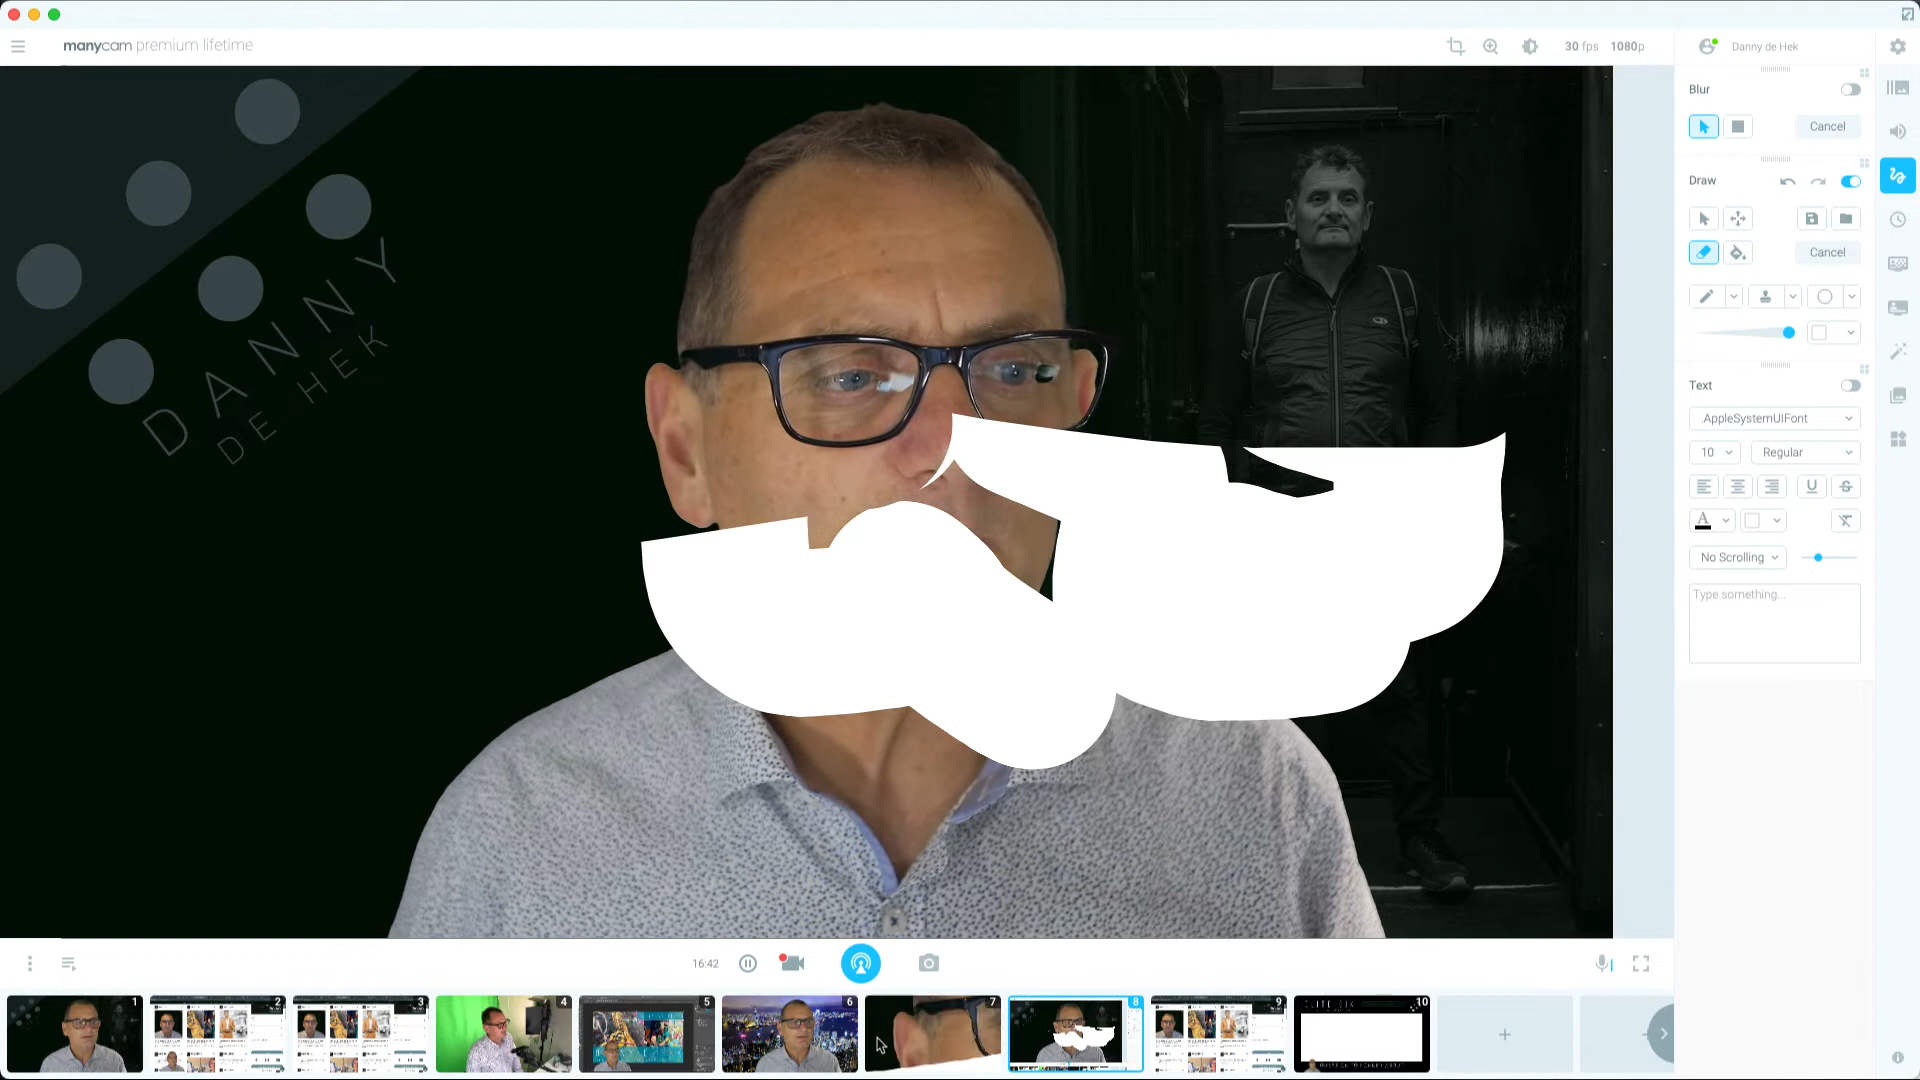 manycam premium lifetime
30 fps 1080p
Danny de Hek
Blur
Cancel
Draw
Cancel
DANNY
DE HEK
Text
.AppleSystemUIFont
10
Regular
A
U
S
No Scrolling
Type something...
16:42
1
2
3
4
5
6
7
8
9
10